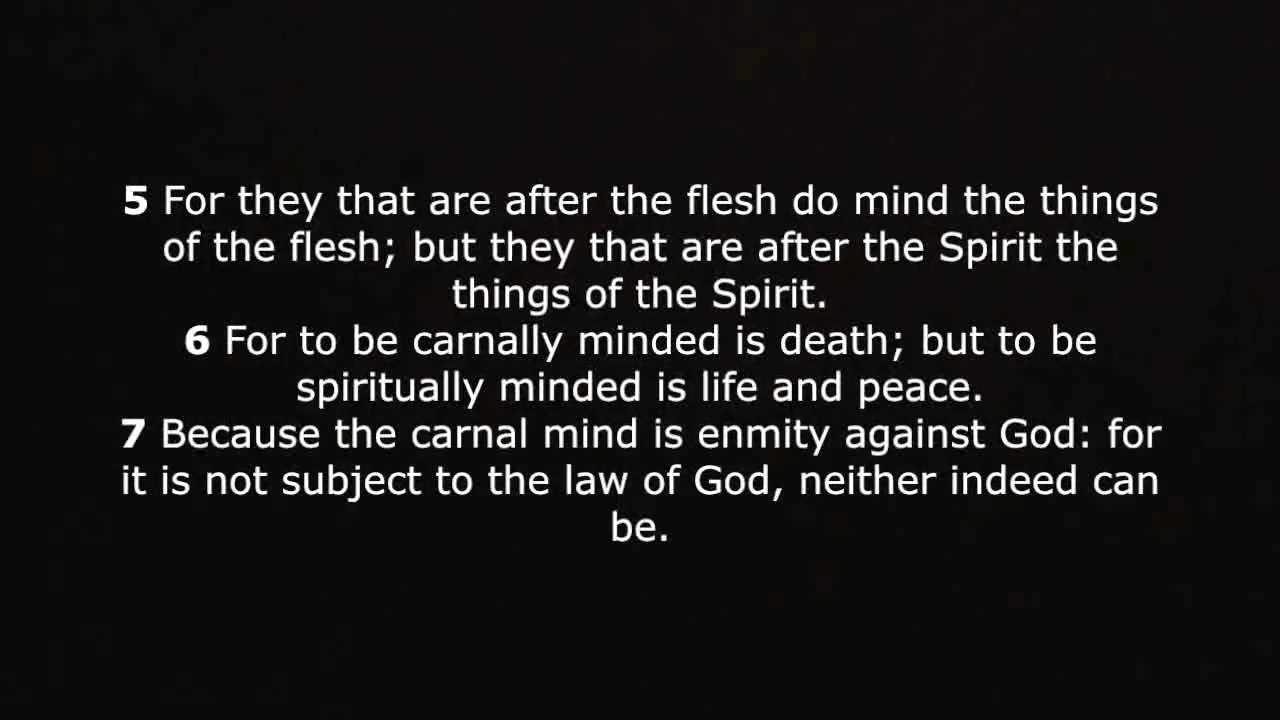 5 For they that are after the flesh do mind the things
of the flesh; but they that are after the Spirit the
things of the Spirit.
6 For to be carnally minded is death; but to be
spiritually minded is life and peace.
7 Because the carnal mind is enmity against God: for
it is not subject to the law of God, neither indeed can
be.